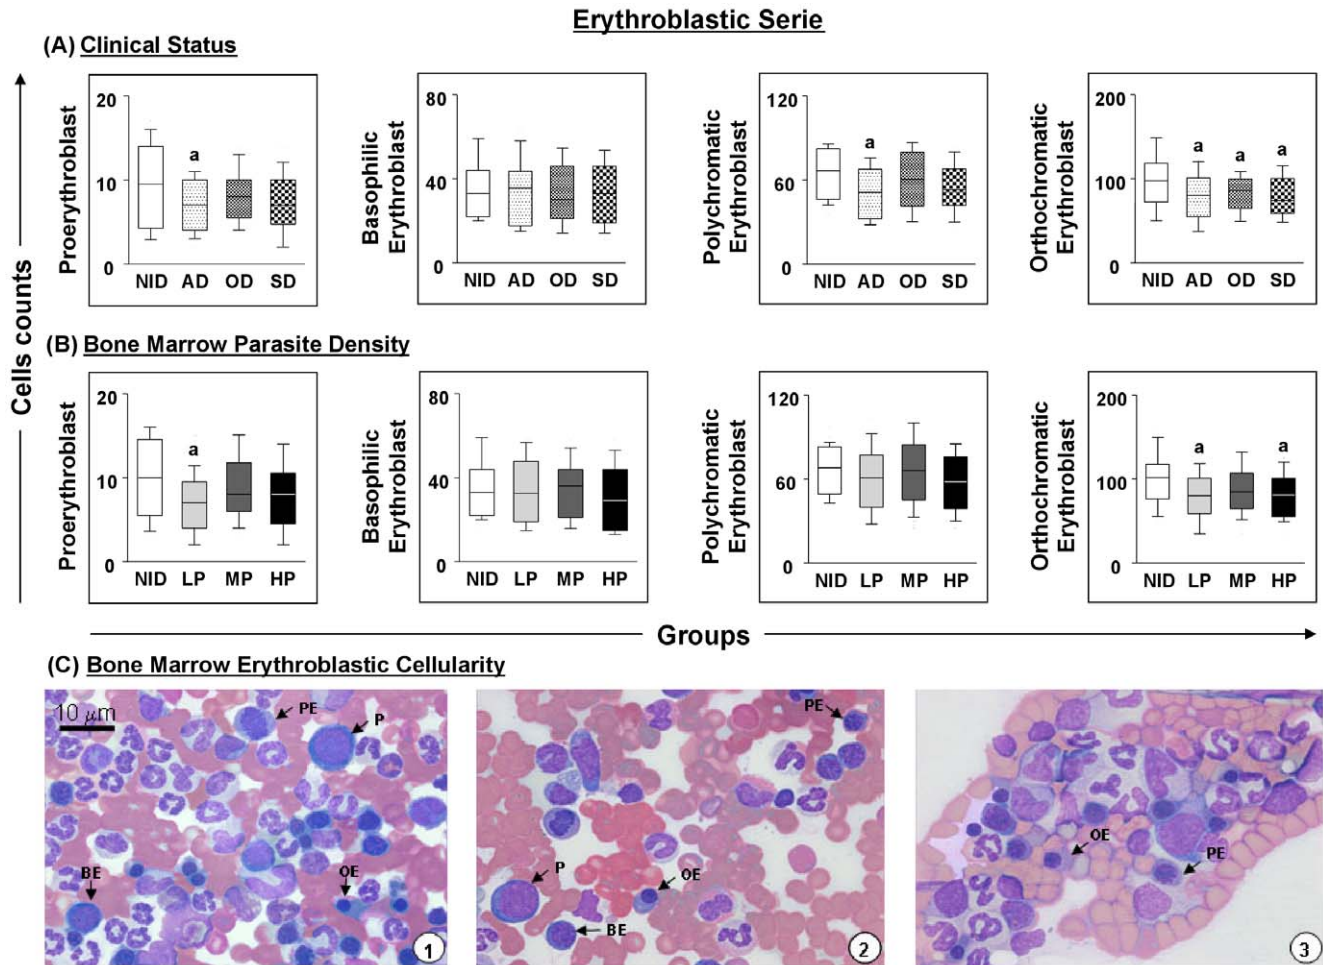 Erythroblastic Serie
(A) Clinical Status
Cells counts
Proerythroblast
20
10
0
a
NID AD OD SD
Basophilic
Erythroblast
80
40
0
NID AD OD SD
Polychromatic
Erythroblast
120
60
0
a
NID AD OD SD
Orthochromatic
Erythroblast
200
100
0
a a a
NID AD OD SD
(B) Bone Marrow Parasite Density
Proerythroblast
20
10
0
a
NID LP MP HP
Basophilic
Erythroblast
80
40
0
NID LP MP HP
Polychromatic
Erythroblast
120
60
0
NID LP MP HP
Orthochromatic
Erythroblast
200
100
0
a a
NID LP MP HP
Groups
(C) Bone Marrow Erythroblastic Cellularity
10 μm
PE
P
BE
OE
1
PE
P
OE
BE
2
OE
PE
3